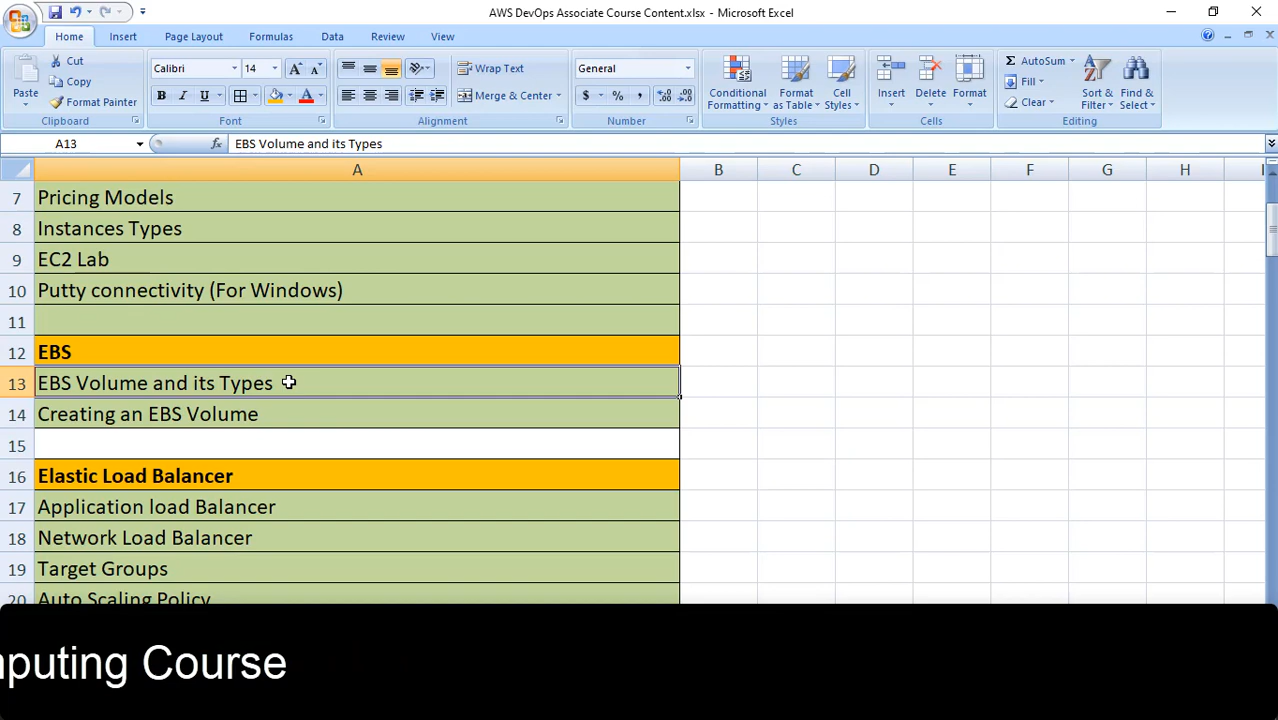 AWS DevOps Associate Course Content.xlsx - Microsoft Excel
Home Insert Page Layout Formulas Data Review View
Paste Cut Copy Format Painter Clipboard
Calibri 14 B I U A Font
Wrap Text Merge & Center Alignment
General $ % , Number
Conditional Formatting Format as Table Cell Styles Styles
Insert Delete Format Cells
Σ AutoSum Fill Clear Sort & Filter Find & Select Editing
A13 fx EBS Volume and its Types
A B C D E F G H
7 Pricing Models
8 Instances Types
9 EC2 Lab
10 Putty connectivity (For Windows)
11
12 EBS
13 EBS Volume and its Types
14 Creating an EBS Volume
15
16 Elastic Load Balancer
17 Application load Balancer
18 Network Load Balancer
19 Target Groups
20 Auto Scaling Policy
mputing Course